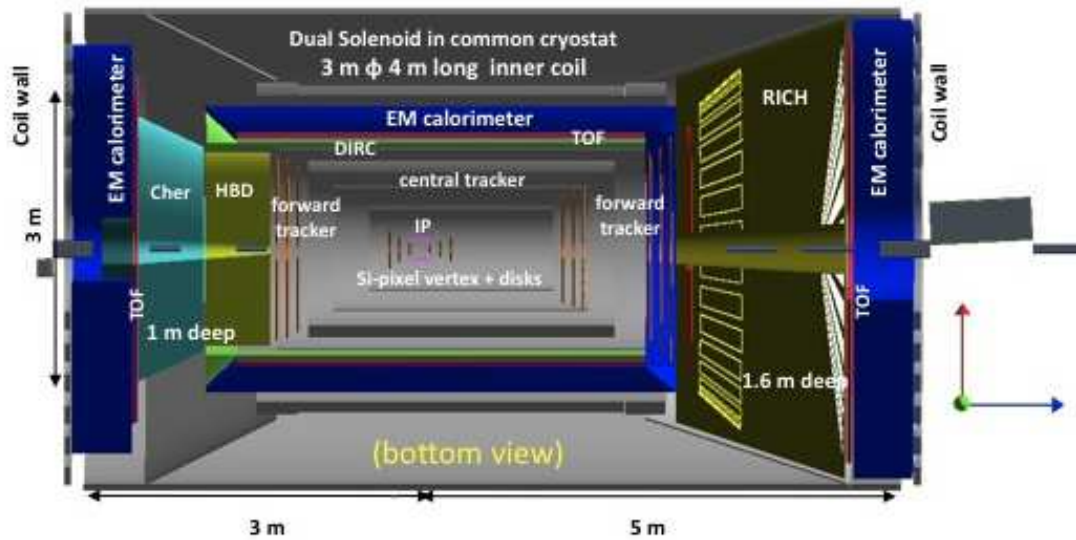 Dual Solenoid in common cryostat
3 m ϕ 4 m long inner coil
Coil wall
EM calorimeter
EM calorimeter
TOF
DIRC
RICH
EM calorimeter
Coil wall
Cher
HBD
central tracker
forward
tracker
IP
forward
tracker
Si-pixel vertex + disks
3 m
TOF
1 m deep
TOF
1.6 m deep
(bottom view)
3 m
5 m